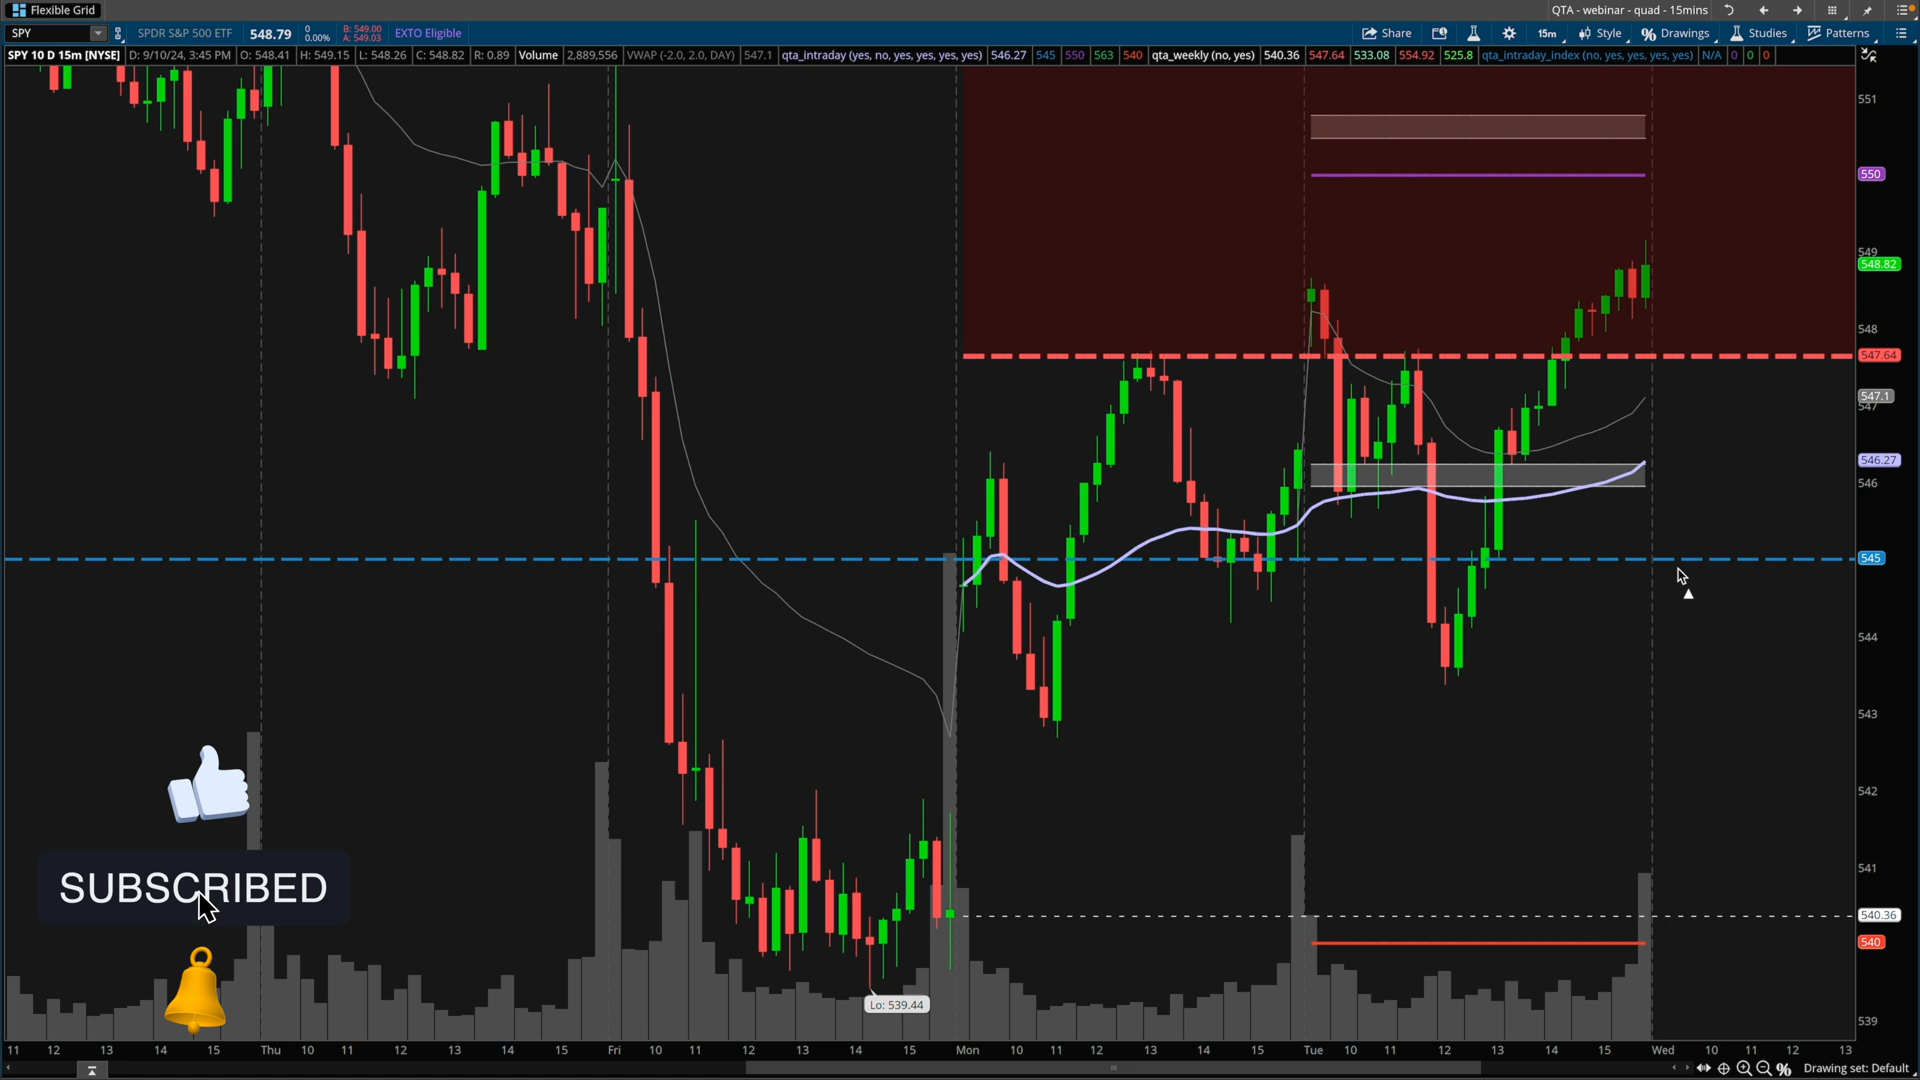 Flexible Grid
QTA - webinar - quad - 15mins
SPY
SPDR S&P 500 ETF
548.79
0
0.00%
B: 549.00
A: 549.03
EXTO Eligible
Share
15m
Style
Drawings
Studies
Patterns
SPY 10 D 15m [NYSE] D: 9/10/24, 3:45 PM O: 548.41 H: 549.15 L: 548.26 C: 548.82 R: 0.89 Volume 2,889,556 VWAP (-2.0, 2.0, DAY) 547.1 qta_intraday (yes, no, yes, yes, yes, yes) 546.27 545 550 563 540 qta_weekly (no, yes) 540.36 547.64 533.08 554.92 525.8 qta_intraday_index (no, yes, yes, yes, yes) N/A 0 0 0
551
550
549
548.82
548
547.64
547.1
547
546.27
546
545
544
543
542
541
540.36
540
539
Lo: 539.44
SUBSCRIBED
11 12 13 14 15 Thu 10 11 12 13 14 15 Fri 10 11 12 13 14 15 Mon 10 11 12 13 14 15 Tue 10 11 12 13 14 15 Wed 10 11 12 13
Drawing set: Default